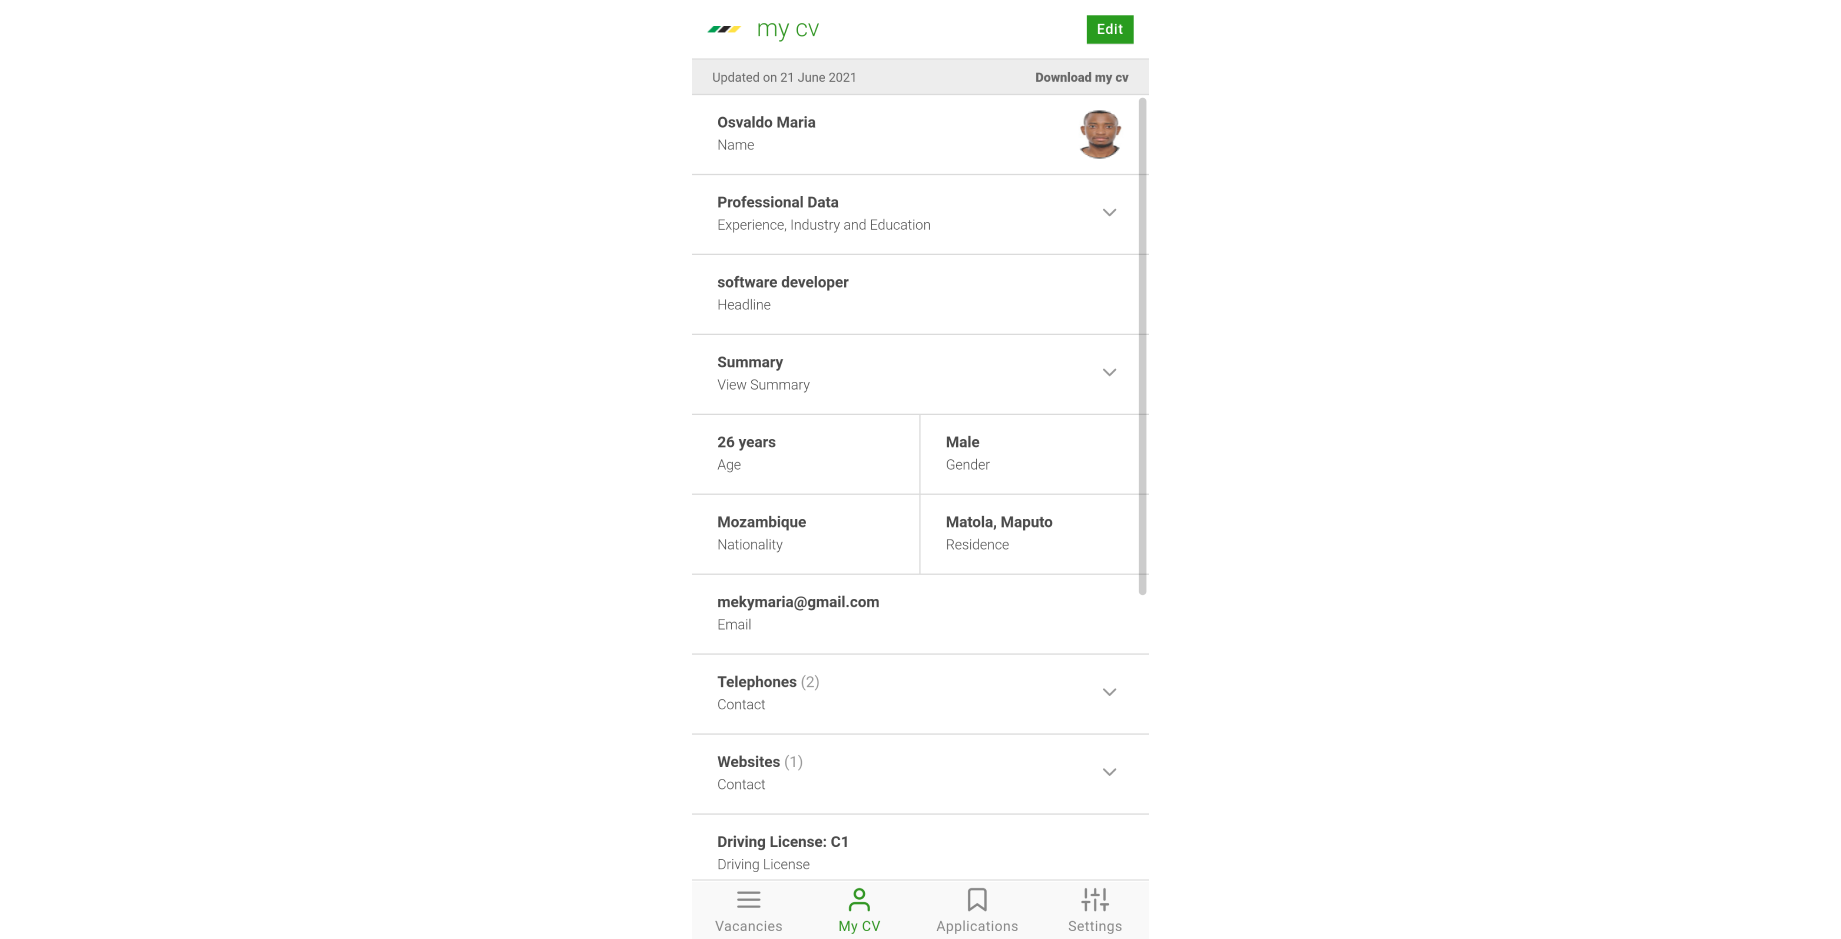 my cv
Edit
Updated on 21 June 2021
Download my cv
Osvaldo Maria
Name
Professional Data
Experience, Industry and Education
software developer
Headline
Summary
View Summary
26 years
Age
Male
Gender
Mozambique
Nationality
Matola, Maputo
Residence
mekymaria@gmail.com
Email
Telephones (2)
Contact
Websites (1)
Contact
Driving License: C1
Driving License
Vacancies
My CV
Applications
Settings